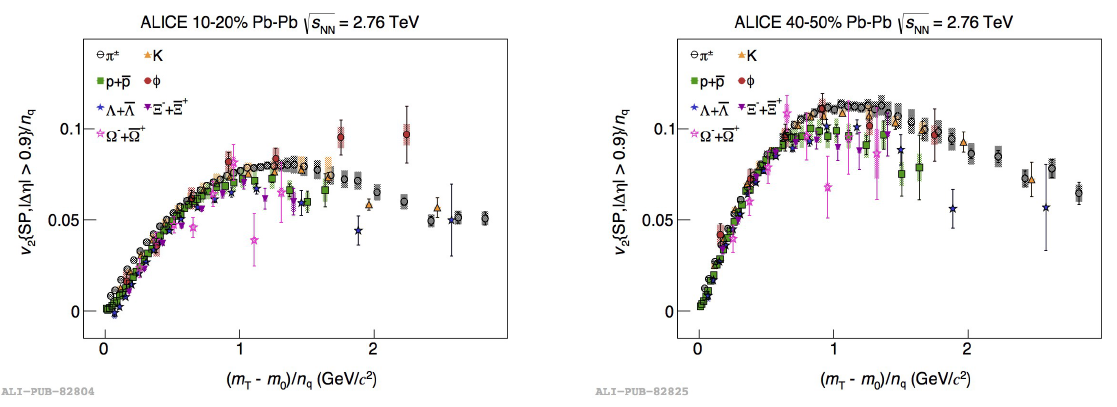 ALICE 10-20% Pb-Pb √sNN = 2.76 TeV
π±
K
p+p̅
ϕ
Λ+Λ̅
Ξ-+Ξ̅+
Ω-+Ω̅+
v2{SP,|Δη| > 0.9}/nq
0.1
0.05
0
0
1
2
(mT - m0)/nq (GeV/c2)
ALI-PUB-82804
ALICE 40-50% Pb-Pb √sNN = 2.76 TeV
π±
K
p+p̅
ϕ
Λ+Λ̅
Ξ-+Ξ̅+
Ω-+Ω̅+
v2{SP,|Δη| > 0.9}/nq
0.1
0.05
0
0
1
2
(mT - m0)/nq (GeV/c2)
ALI-PUB-82825